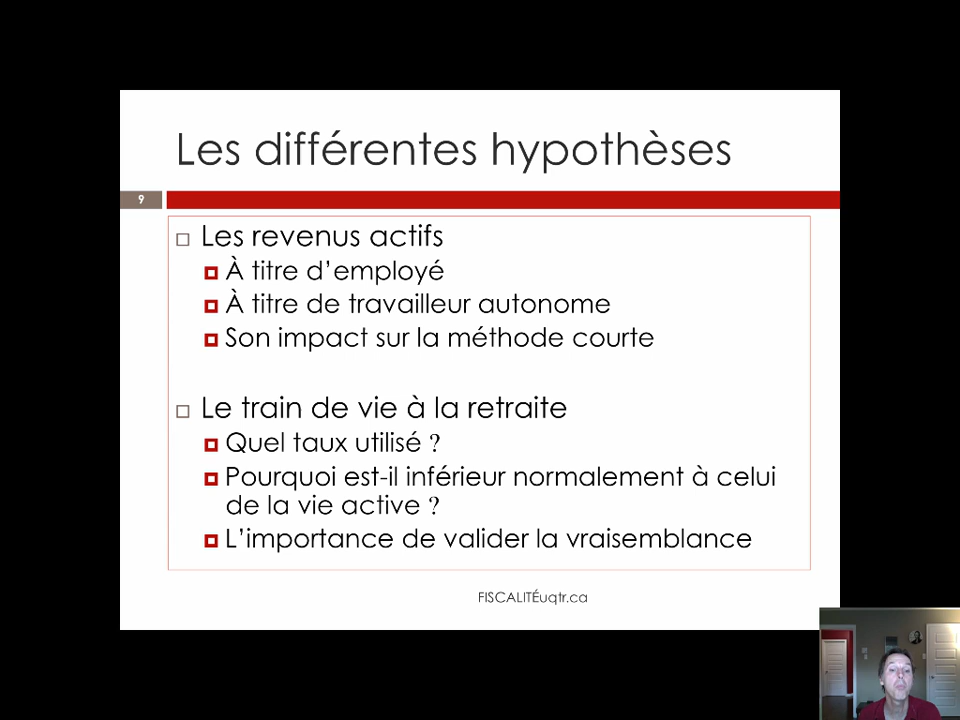 Les différentes hypothèses
9
Les revenus actifs
À titre d’employé
À titre de travailleur autonome
Son impact sur la méthode courte
Le train de vie à la retraite
Quel taux utilisé ?
Pourquoi est-il inférieur normalement à celui
de la vie active ?
L’importance de valider la vraisemblance
FISCALITÉuqtr.ca